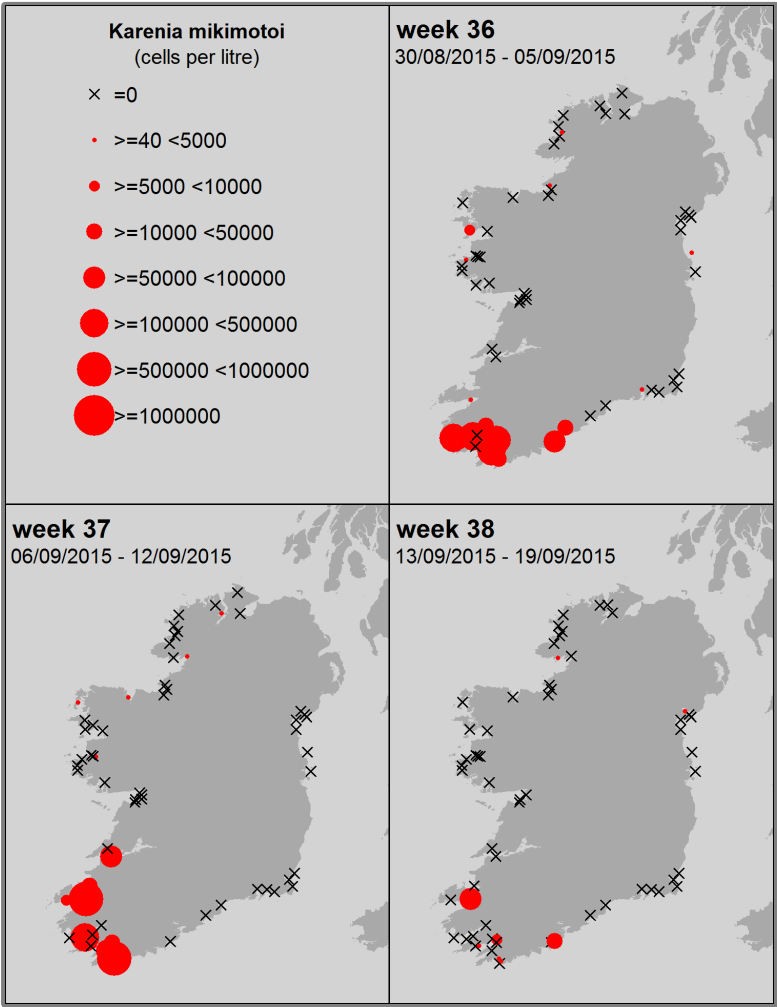 Karenia mikimotoi
(cells per litre)
=0
>=40 <5000
>=5000 <10000
>=10000 <50000
>=50000 <100000
>=100000 <500000
>=500000 <1000000
>=1000000
week 36
30/08/2015 - 05/09/2015
week 37
06/09/2015 - 12/09/2015
week 38
13/09/2015 - 19/09/2015